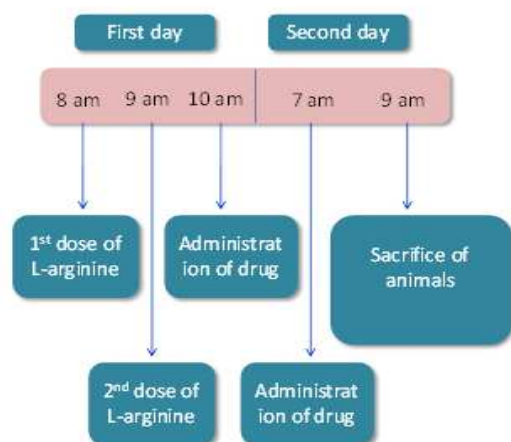 First day
Second day
8 am 9 am 10 am 7 am 9 am
1st dose of
L-arginine
Administrat
ion of drug
Sacrifice of
animals
2nd dose of
L-arginine
Administrat
ion of drug